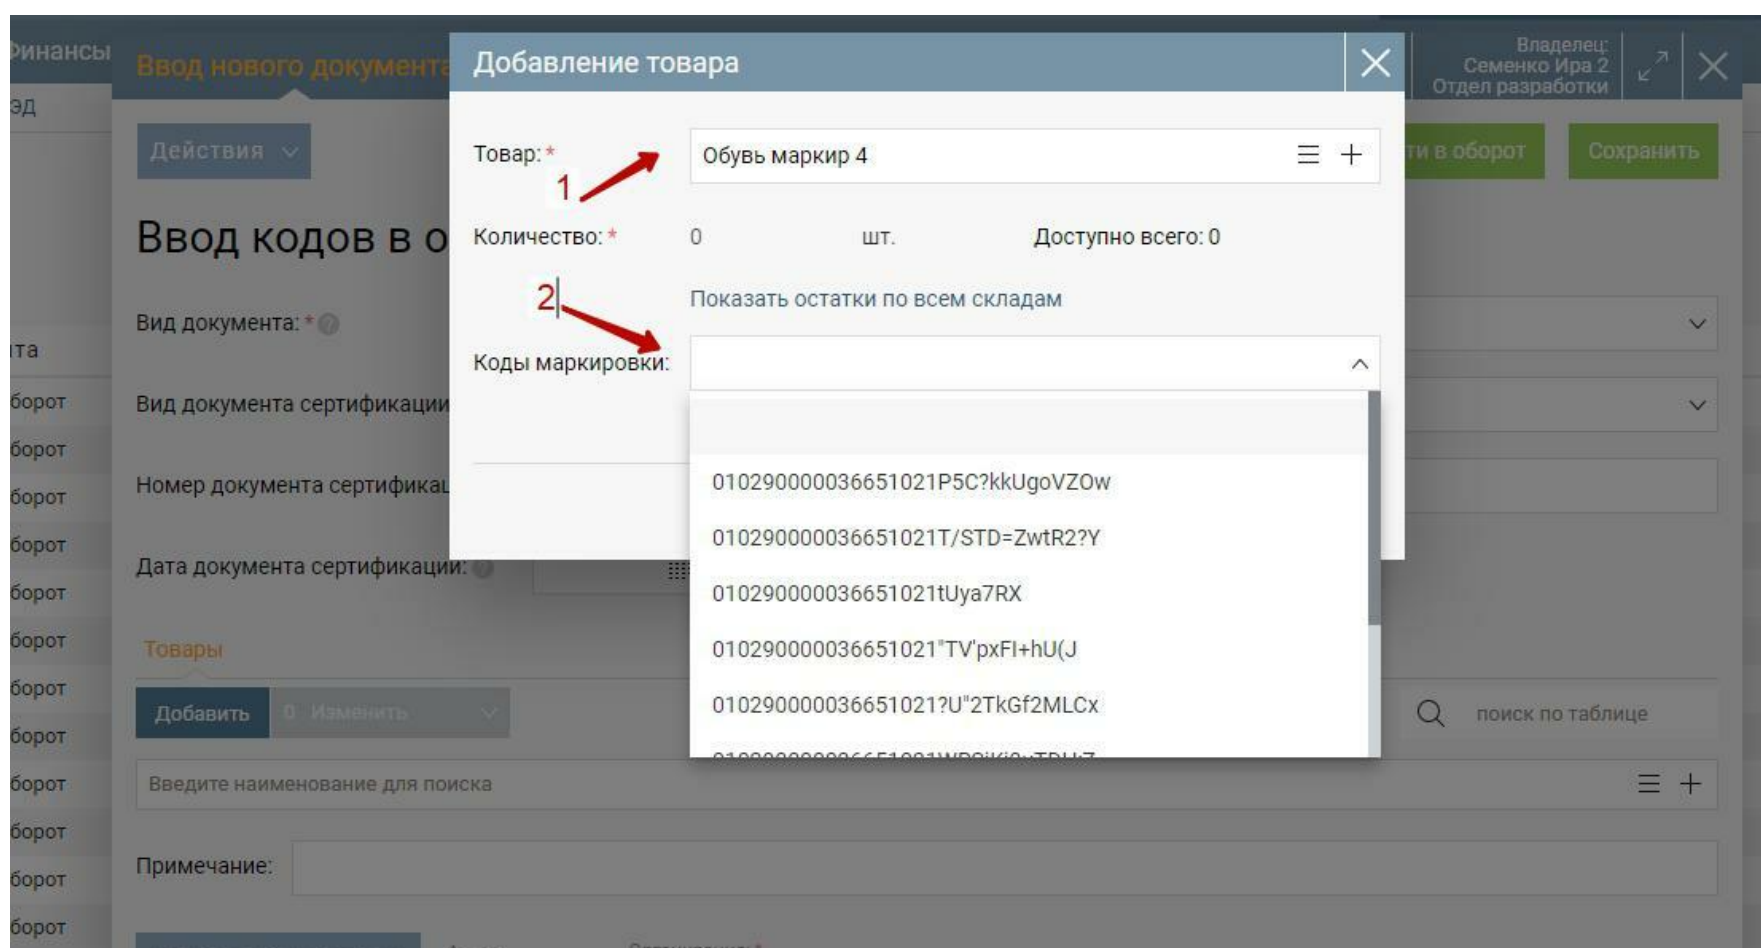 Финансы
Ввод нового документа
Добавление товара
Владелец:
Семенко Ира 2
Отдел разработки
ЭД
Действия
Товар: *
Обувь маркир 4
ти в оборот
Сохранить
1
Ввод кодов в о
Количество: *
0
шт.
Доступно всего: 0
2
Показать остатки по всем складам
Вид документа: *
та
Коды маркировки:
борот
Вид документа сертификации
борот
010290000036651021P5C?kkUgoVZOw
борот
Номер документа сертификац
010290000036651021T/STD=ZwtR2?Y
борот
Дата документа сертификации:
борот
010290000036651021tUya7RX
борот
Товары
010290000036651021"TV'pxFI+hU(J
борот
Добавить
0 Изменить
010290000036651021?U"2TkGf2MLCx
поиск по таблице
борот
борот
Введите наименование для поиска
борот
Примечание:
борот
борот